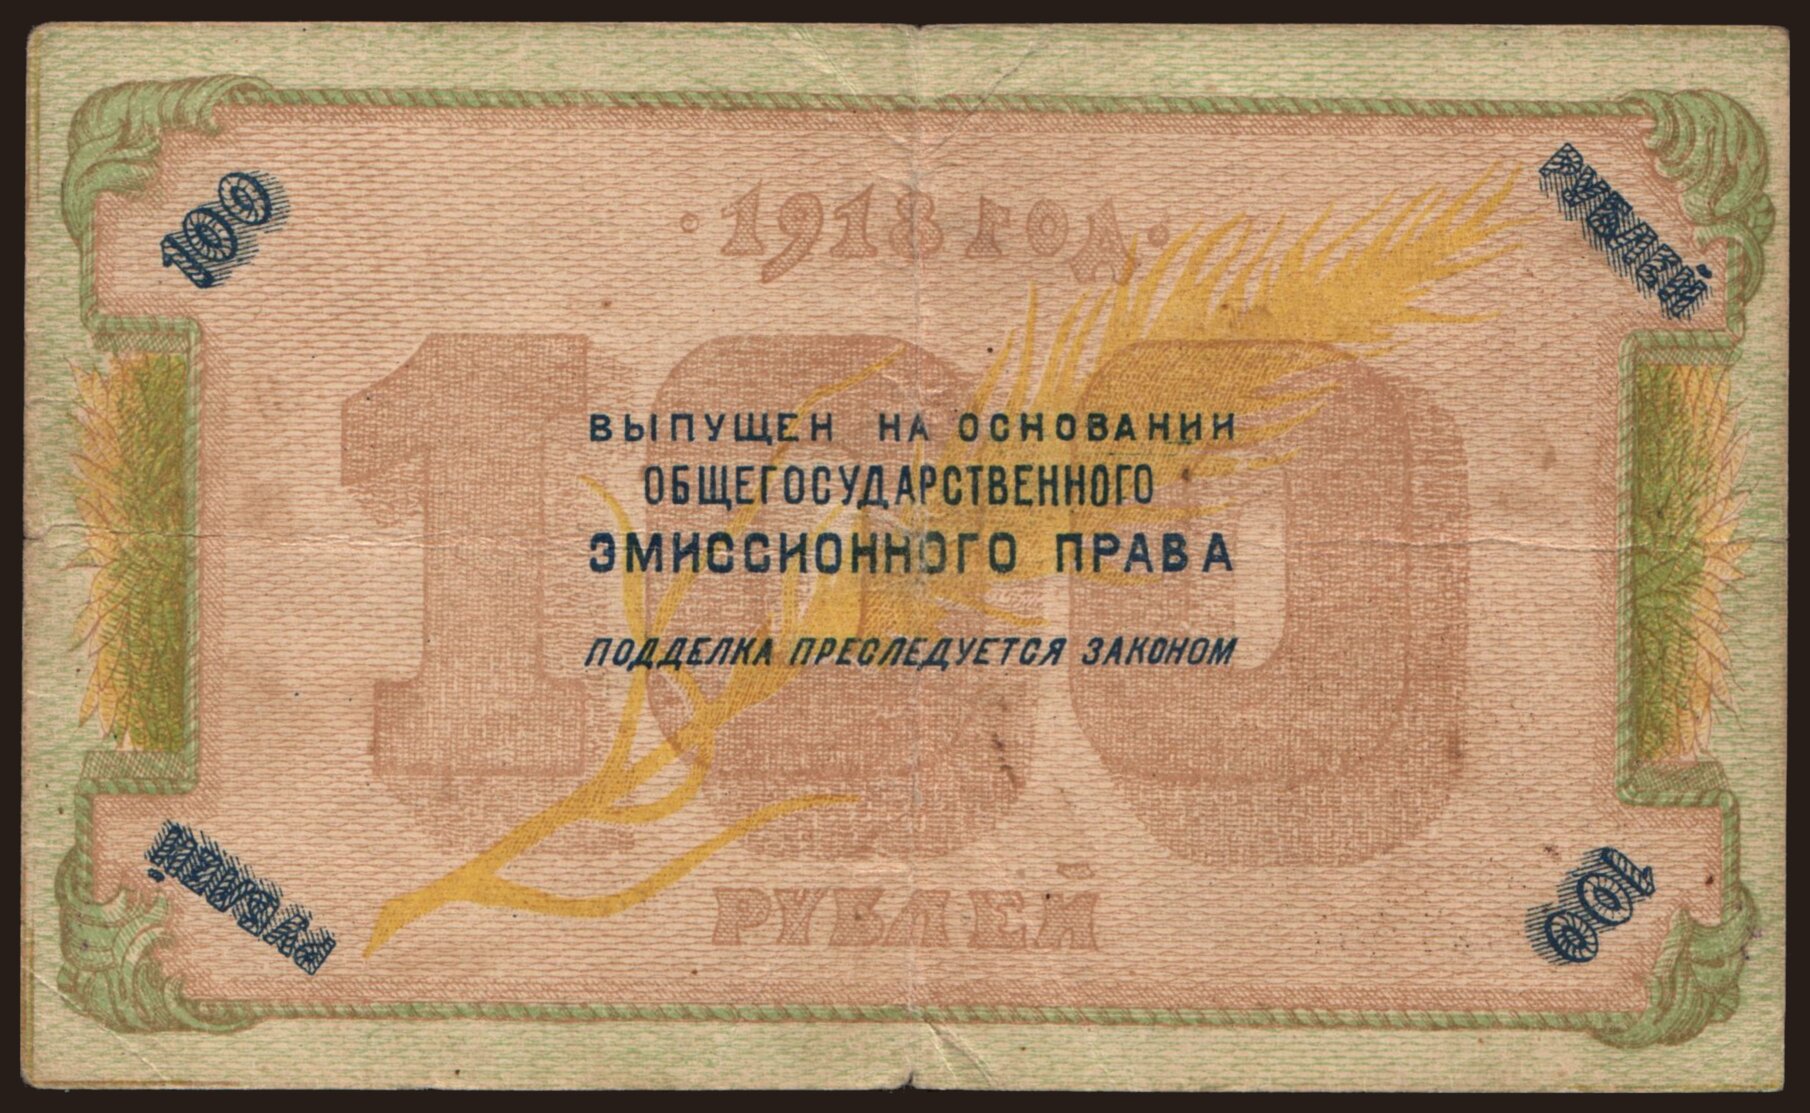 100
РУБЛЕЙ
· 1918 ГОД ·
100
ВЫПУЩЕН НА ОСНОВАНИИ
ОБЩЕГОСУДАРСТВЕННОГО
ЭМИССИОННОГО ПРАВА
ПОДДЕЛКА ПРЕСЛЕДУЕТСЯ ЗАКОНОМ
РУБЛЕЙ
РУБЛЕЙ
100